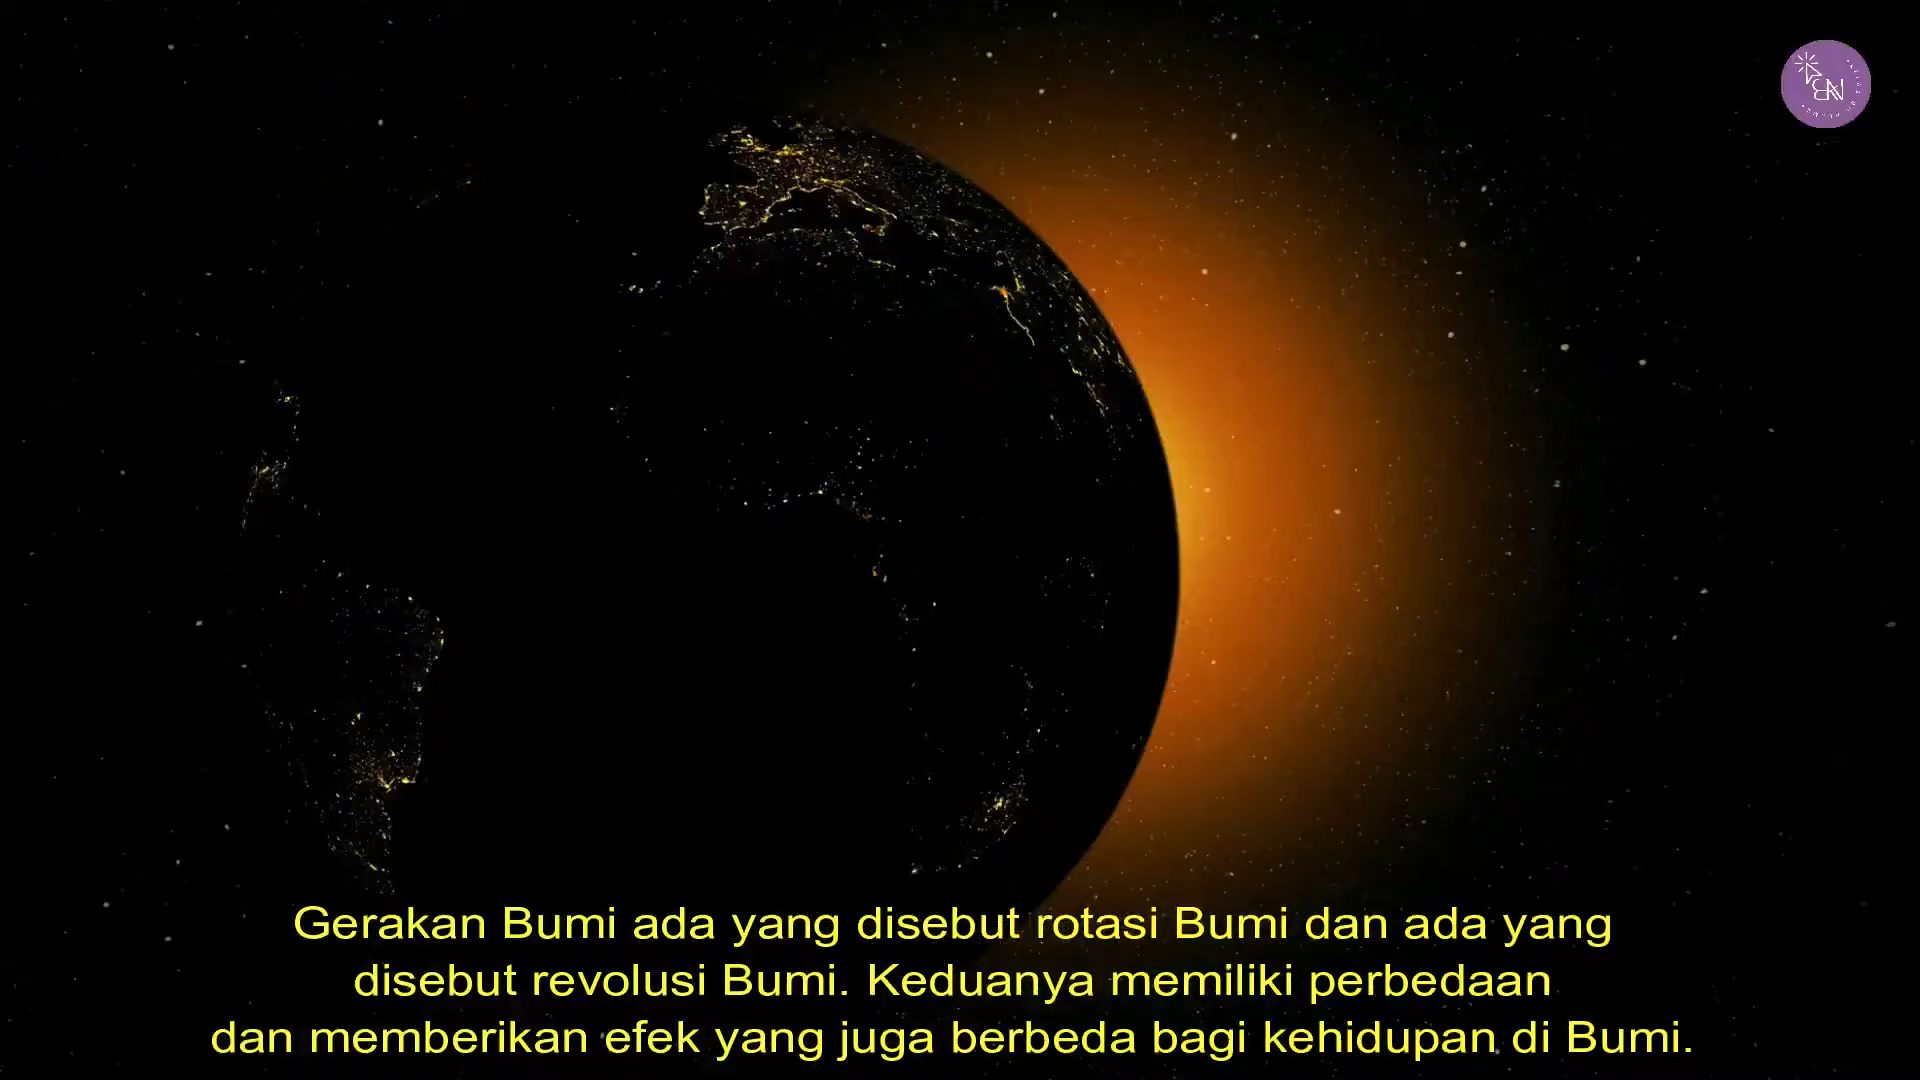 Gerakan Bumi ada yang disebut rotasi Bumi dan ada yang
disebut revolusi Bumi. Keduanya memiliki perbedaan
dan memberikan efek yang juga berbeda bagi kehidupan di Bumi.